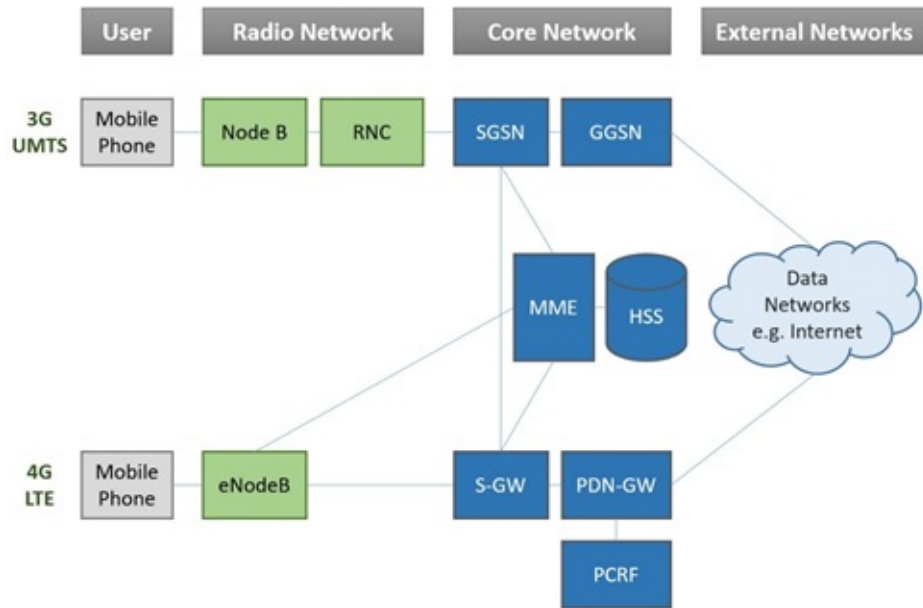 User
Radio Network
Core Network
External Networks
3G
UMTS
Mobile
Phone
Node B
RNC
SGSN
GGSN
MME
HSS
Data
Networks
e.g. Internet
4G
LTE
Mobile
Phone
eNodeB
S-GW
PDN-GW
PCRF